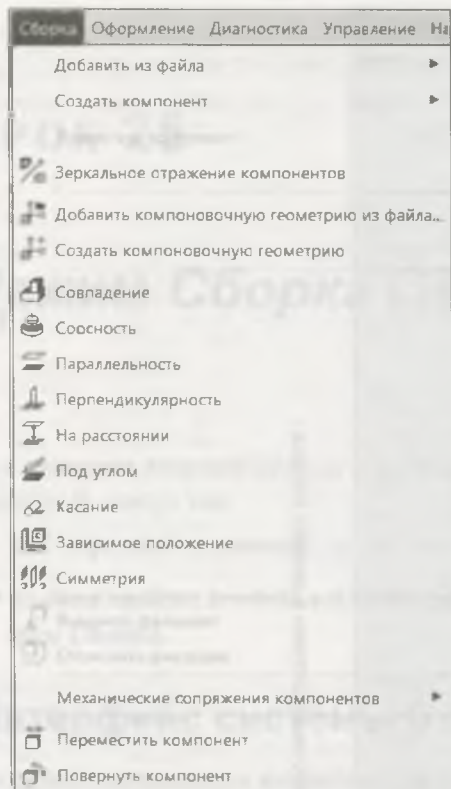 Сборка Оформление Диагностика Управление
Добавить из файла
Создать компонент
Зеркальное отражение компонентов
Добавить компоновочную геометрию из файла...
Создать компоновочную геометрию
Совпадение
Соосность
Параллельность
Перпендикулярность
На расстоянии
Под углом
Касание
Зависимое положение
Симметрия
Механические сопряжения компонентов
Переместить компонент
Повернуть компонент